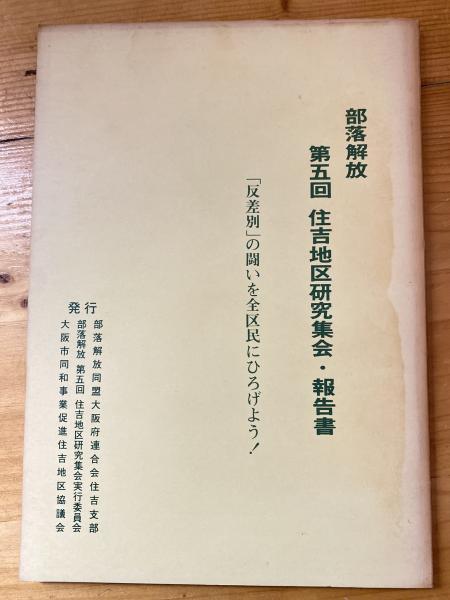 部落解放
第五回 住吉地区研究集会・報告書
「反差別」の闘いを全区民にひろげよう!
発行
部落解放同盟大阪府連合会住吉支部
部落解放 第五回 住吉地区研究集会実行委員会
大阪市同和事業促進住吉地区協議会